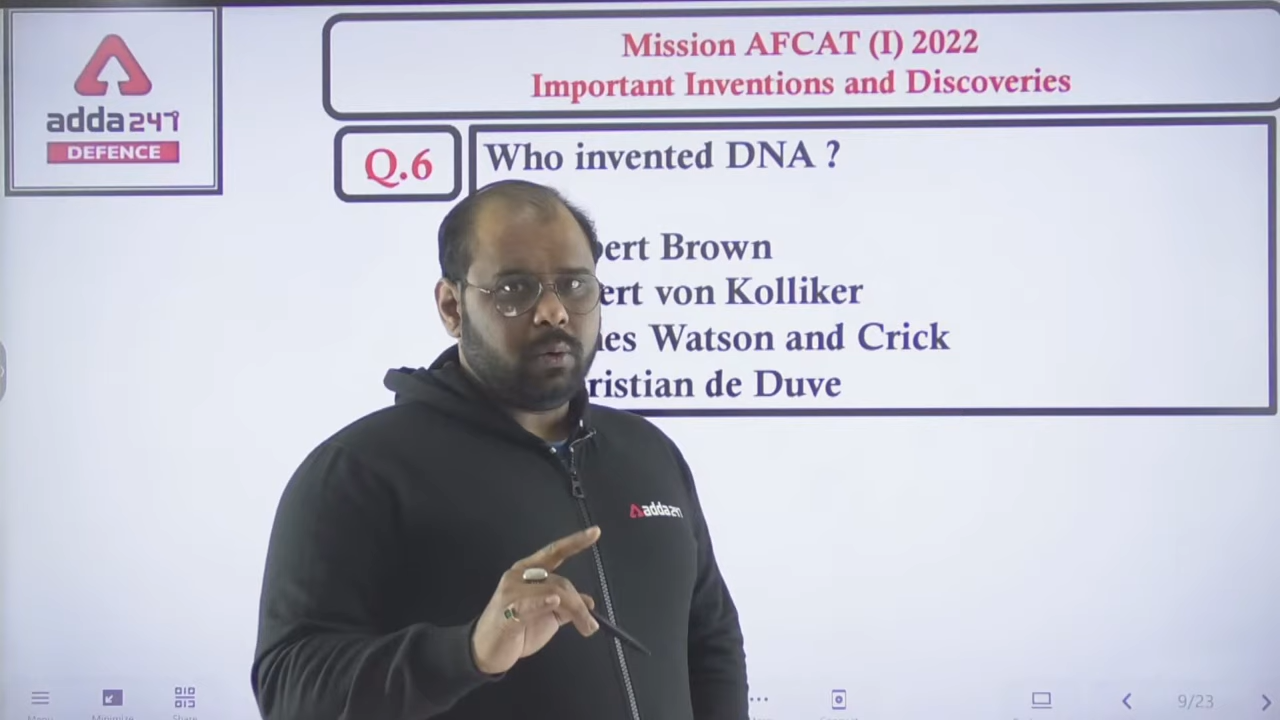 Mission AFCAT (I) 2022
Important Inventions and Discoveries
adda247
DEFENCE
Q.6
Who invented DNA ?
bert Brown
ert von Kolliker
es Watson and Crick
ristian de Duve
adda247
9/23